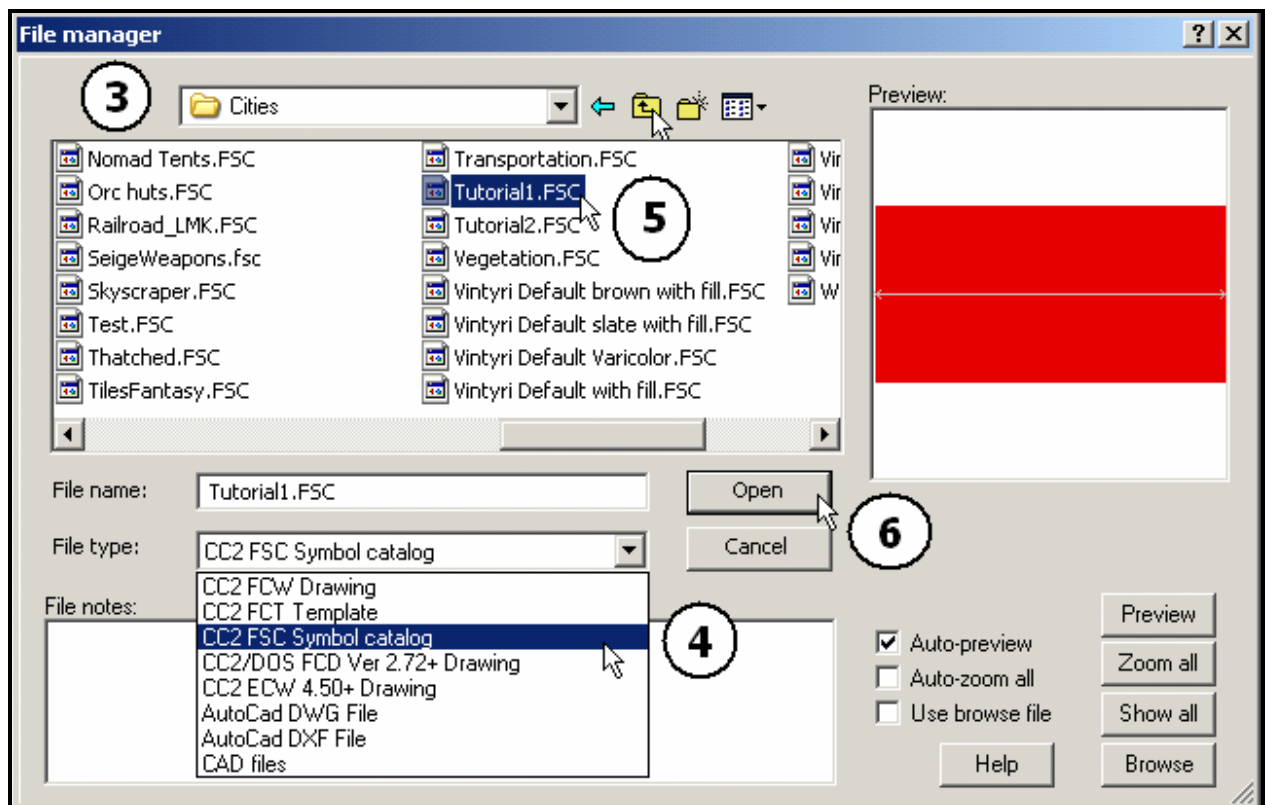 File manager
3
Cities
Preview:
Nomad Tents.FSC
Orc huts.FSC
Railroad_LMK.FSC
SeigeWeapons.fsc
Skyscraper.FSC
Test.FSC
Thatched.FSC
TilesFantasy.FSC
Transportation.FSC
Tutorial1.FSC
Tutorial2.FSC
Vegetation.FSC
Vintyri Default brown with fill.FSC
Vintyri Default slate with fill.FSC
Vintyri Default Varicolor.FSC
Vintyri Default with fill.FSC
Vir
Vir
Vir
Vir
W
5
File name:
Tutorial1.FSC
Open
6
File type:
CC2 FSC Symbol catalog
Cancel
CC2 FCW Drawing
CC2 FCT Template
CC2 FSC Symbol catalog
CC2/DOS FCD Ver 2.72+ Drawing
CC2 ECW 4.50+ Drawing
AutoCad DWG File
AutoCad DXF File
CAD files
4
File notes:
Auto-preview
Auto-zoom all
Use browse file
Preview
Zoom all
Show all
Help
Browse